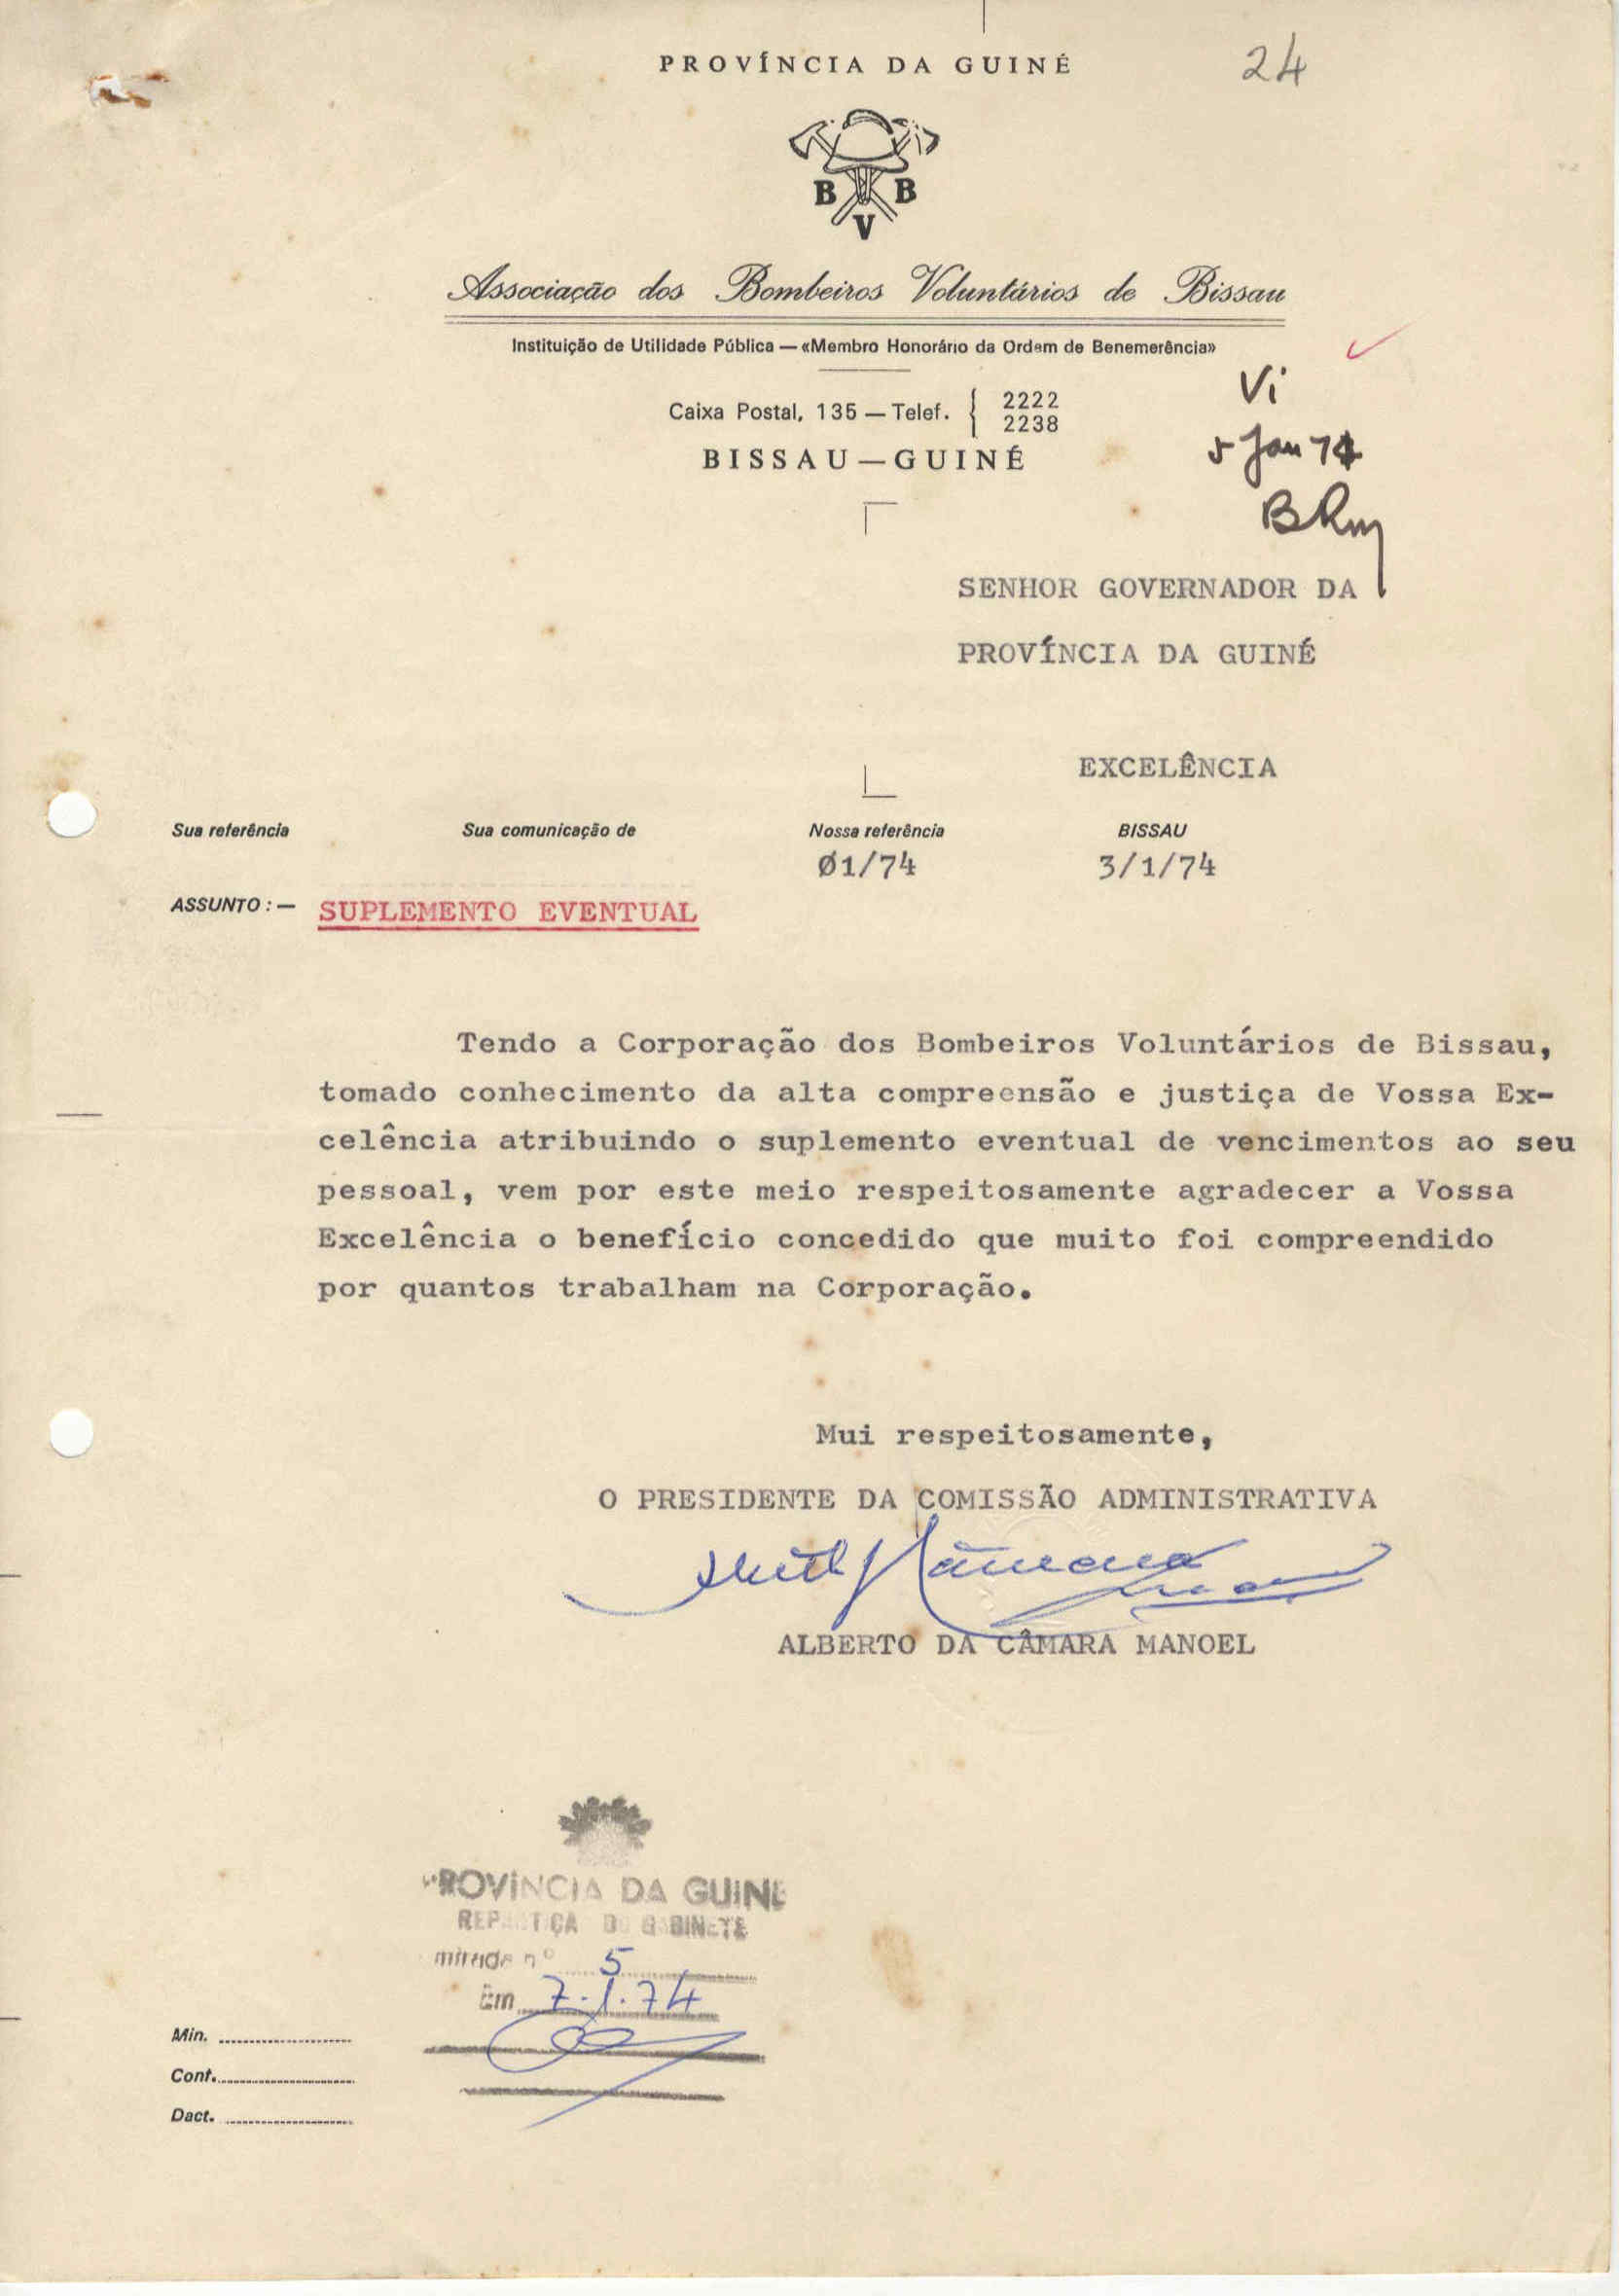 PROVÍNCIA DA GUINÉ
24
B B
V
Associação dos Bombeiros Voluntários de Bissau
Instituição de Utilidade Pública — «Membro Honorário da Ordem de Benemerência»
Caixa Postal, 135 — Telef. { 2222
2238
BISSAU — GUINÉ
Vi
5 Jan 74
SENHOR GOVERNADOR DA
PROVÍNCIA DA GUINÉ
EXCELÊNCIA
Sua referência Sua comunicação de Nossa referência BISSAU
Ø1/74 3/1/74
ASSUNTO : — SUPLEMENTO EVENTUAL
Tendo a Corporação dos Bombeiros Voluntários de Bissau,
tomado conhecimento da alta compreensão e justiça de Vossa Ex-
celência atribuindo o suplemento eventual de vencimentos ao seu
pessoal, vem por este meio respeitosamente agradecer a Vossa
Excelência o benefício concedido que muito foi compreendido
por quantos trabalham na Corporação.
Mui respeitosamente,
O PRESIDENTE DA COMISSÃO ADMINISTRATIVA
ALBERTO DA CÂMARA MANOEL
PROVÍNCIA DA GUINÉ
nº 5
Em 7.1.74
Min.
Conf.
Dact.